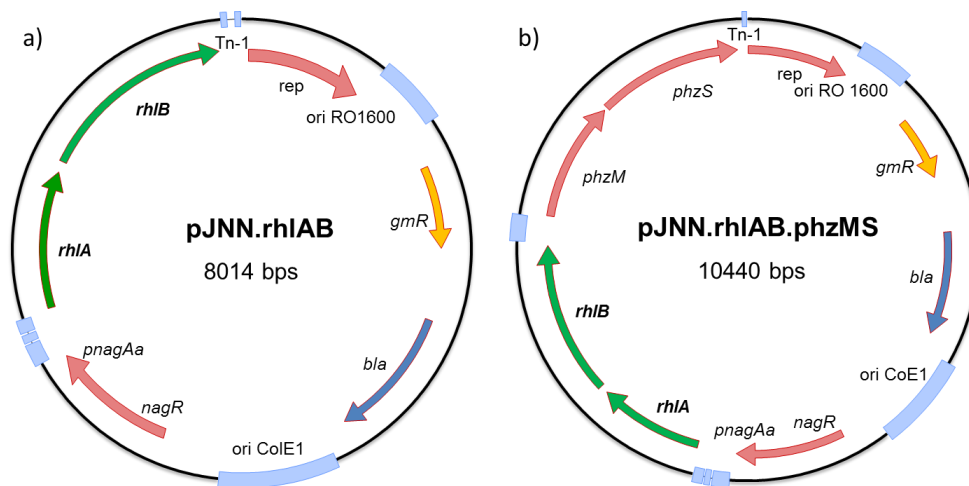 a)
Tn-1
rep
ori RO1600
rhlB
gmR
rhlA
pJNN.rhlAB
8014 bps
pnagAa
bla
nagR
ori ColE1
b)
Tn-1
rep
ori RO 1600
phzS
gmR
phzM
pJNN.rhlAB.phzMS
10440 bps
bla
rhlB
ori CoE1
rhlA
pnagAa
nagR